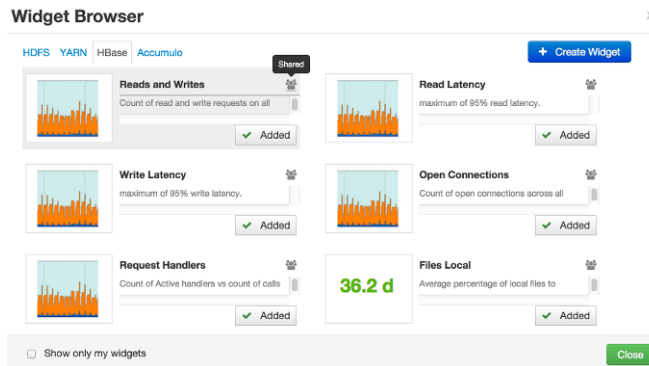 Widget Browser
HDFS YARN HBase Accumulo
+ Create Widget
Shared
Reads and Writes
Count of read and write requests on all
Added
Read Latency
maximum of 95% read latency.
Added
Write Latency
maximum of 95% write latency.
Added
Open Connections
Count of open connections across all
Added
Request Handlers
Count of Active handlers vs count of calls
Added
36.2 d
Files Local
Average percentage of local files to
Added
Show only my widgets
Close